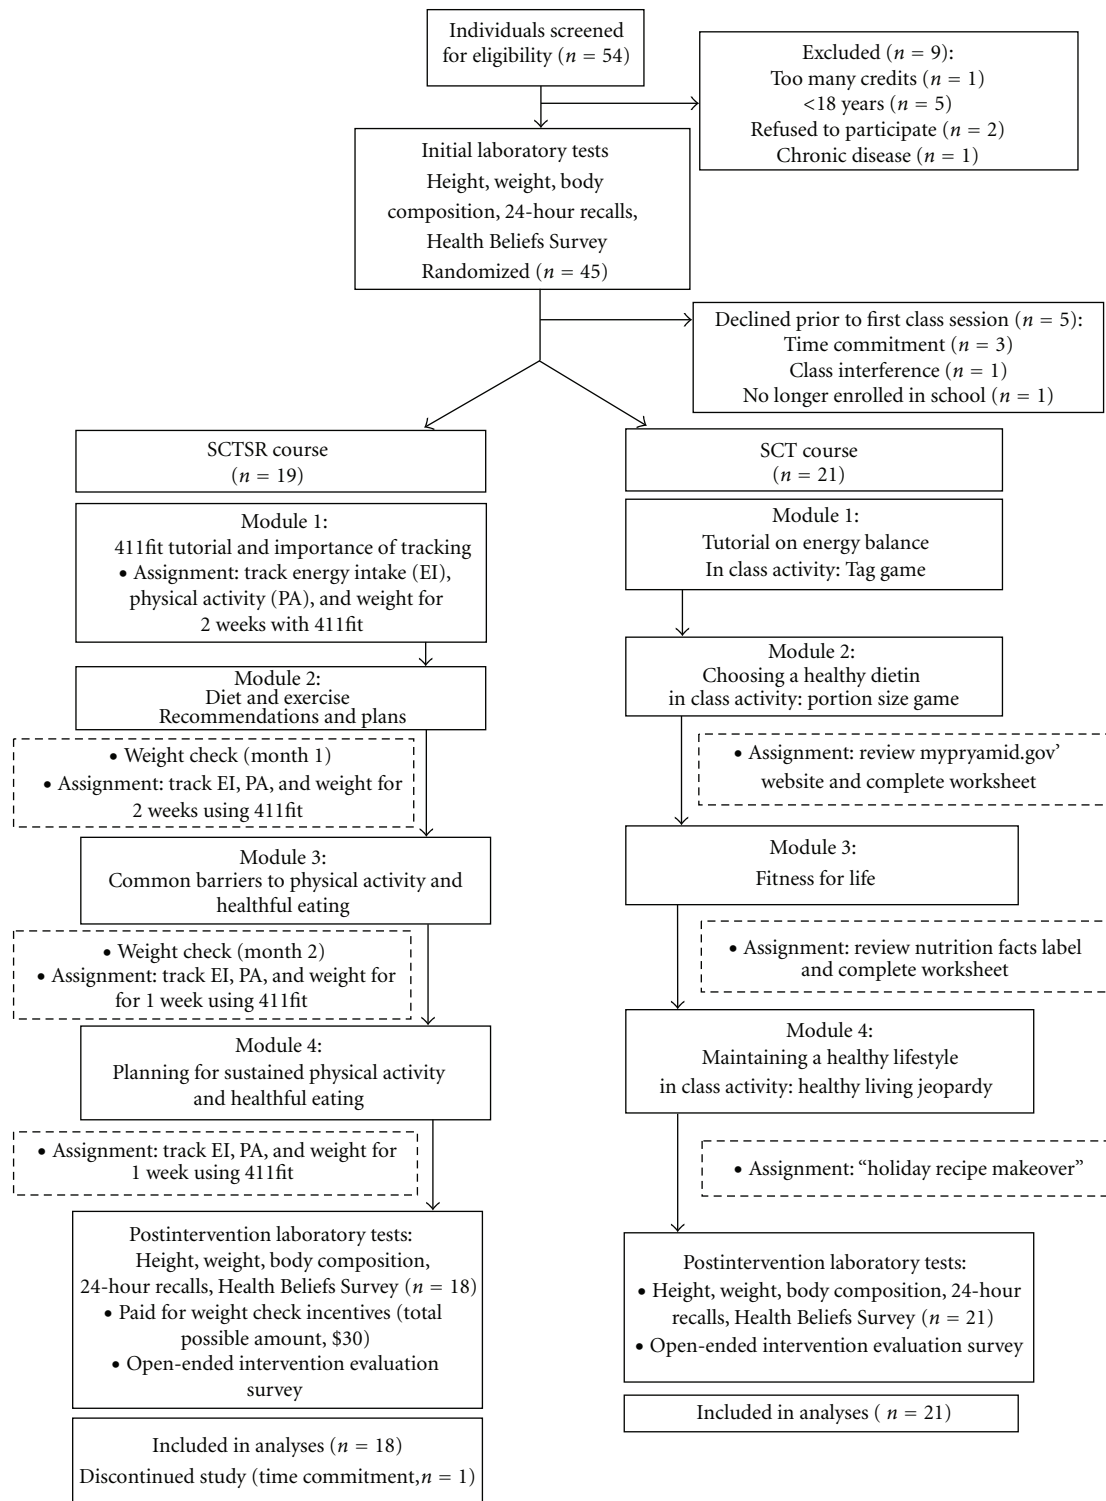 Individuals screened
for eligibility (n = 54)
Excluded (n = 9):
Too many credits (n = 1)
<18 years (n = 5)
Refused to participate (n = 2)
Chronic disease (n = 1)
Initial laboratory tests
Height, weight, body
composition, 24-hour recalls,
Health Beliefs Survey
Randomized (n = 45)
Declined prior to first class session (n = 5):
Time commitment (n = 3)
Class interference (n = 1)
No longer enrolled in school (n = 1)
SCTSR course
(n = 19)
Module 1:
411fit tutorial and importance of tracking
• Assignment: track energy intake (EI),
physical activity (PA), and weight for
2 weeks with 411fit
Module 2:
Diet and exercise
Recommendations and plans
• Weight check (month 1)
• Assignment: track EI, PA, and weight for
2 weeks using 411fit
Module 3:
Common barriers to physical activity and
healthful eating
• Weight check (month 2)
• Assignment: track EI, PA, and weight for
for 1 week using 411fit
Module 4:
Planning for sustained physical activity
and healthful eating
• Assignment: track EI, PA, and weight for
1 week using 411fit
Postintervention laboratory tests:
Height, weight, body composition,
24-hour recalls, Health Beliefs Survey (n = 18)
• Paid for weight check incentives (total
possible amount, $30)
• Open-ended intervention evaluation
survey
Included in analyses (n = 18)
Discontinued study (time commitment,n = 1)
SCT course
(n = 21)
Module 1:
Tutorial on energy balance
In class activity: Tag game
Module 2:
Choosing a healthy dietin
in class activity: portion size game
• Assignment: review mypryamid.gov’
website and complete worksheet
Module 3:
Fitness for life
• Assignment: review nutrition facts label
and complete worksheet
Module 4:
Maintaining a healthy lifestyle
in class activity: healthy living jeopardy
• Assignment: “holiday recipe makeover”
Postintervention laboratory tests:
• Height, weight, body composition, 24-hour
recalls, Health Beliefs Survey (n = 21)
• Open-ended intervention evaluation survey
Included in analyses ( n = 21)